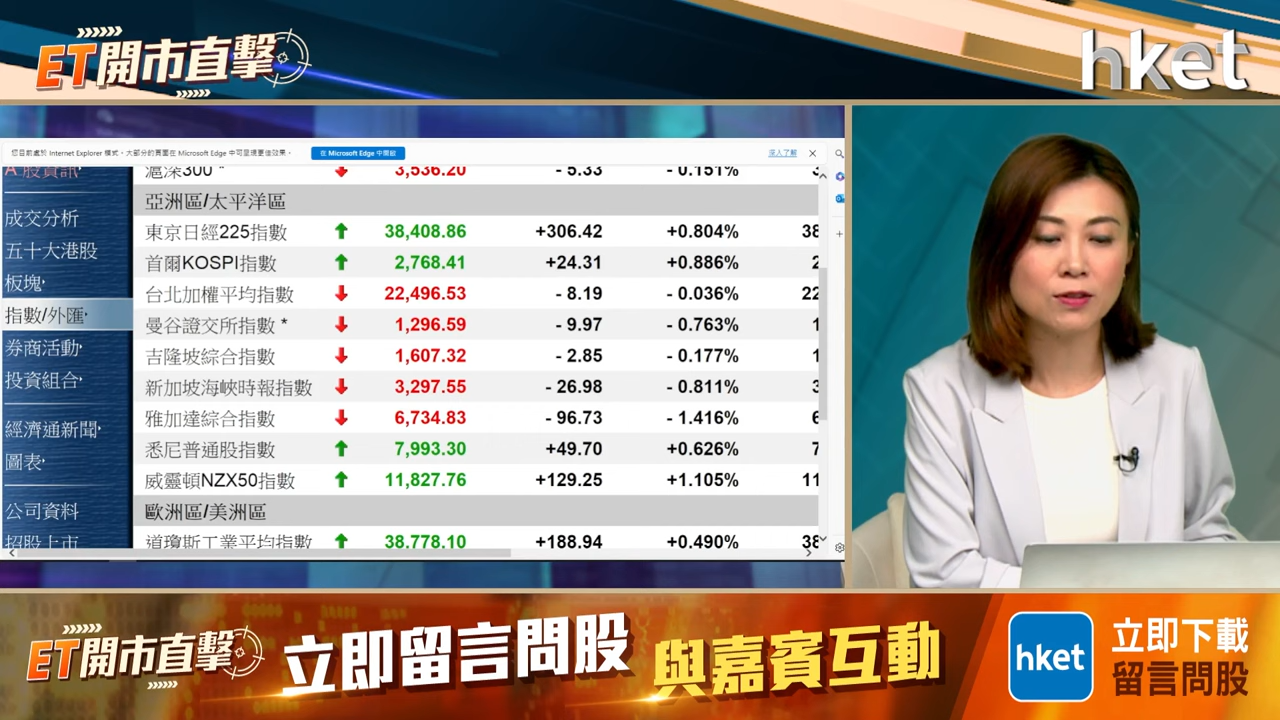 ET開市直擊
hket
您目前處於 Internet Explorer 模式。大部分的頁面在 Microsoft Edge 中可呈現更佳效果。 在 Microsoft Edge 中開啟 深入了解
A 股資訊
成交分析
五十大港股
板塊
指數/外匯
券商活動
投資組合
經濟通新聞
圖表
公司資料
招股上市
滬深300 * 3,536.20 - 5.33 - 0.151% 3
亞洲區/太平洋區
東京日經225指數 38,408.86 +306.42 +0.804% 38
首爾KOSPI指數 2,768.41 +24.31 +0.886% 2
台北加權平均指數 22,496.53 - 8.19 - 0.036% 22
曼谷證交所指數 * 1,296.59 - 9.97 - 0.763% 1
吉隆坡綜合指數 1,607.32 - 2.85 - 0.177% 1
新加坡海峽時報指數 3,297.55 - 26.98 - 0.811% 3
雅加達綜合指數 6,734.83 - 96.73 - 1.416% 6
悉尼普通股指數 7,993.30 +49.70 +0.626% 7
威靈頓NZX50指數 11,827.76 +129.25 +1.105% 11
歐洲區/美洲區
道瓊斯工業平均指數 38,778.10 +188.94 +0.490% 38
ET開市直擊
立即留言問股 與嘉賓互動
hket
立即下載
留言問股